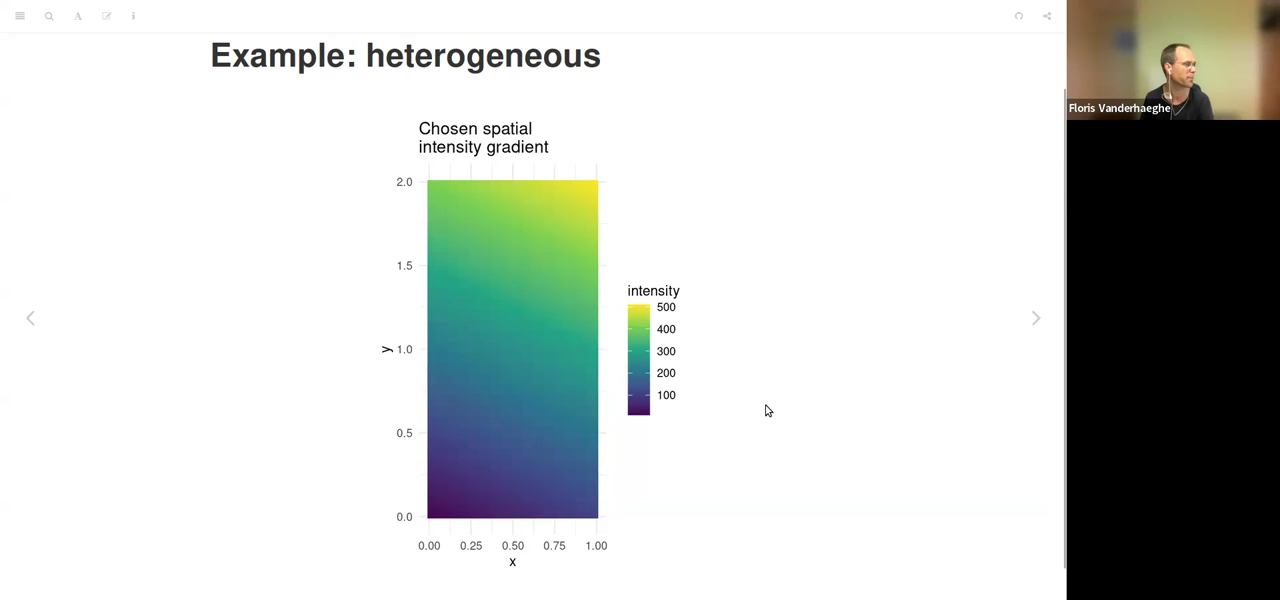 Example: heterogeneous
Floris Vanderhaeghe
Chosen spatial
intensity gradient
2.0
1.5
1.0
0.5
0.0
y
0.00 0.25 0.50 0.75 1.00
x
intensity
500
400
300
200
100